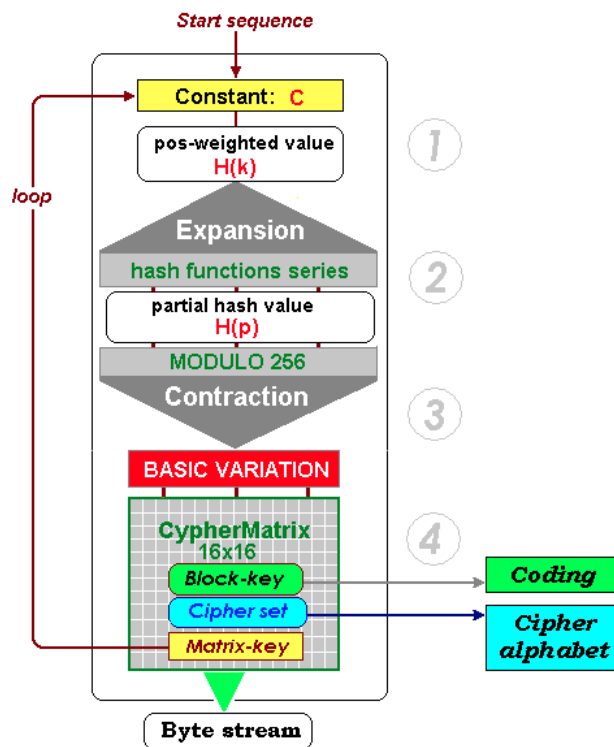 Start sequence
Constant: C
pos-weighted value
H(k)
1
loop
Expansion
hash functions series
2
partial hash value
H(p)
MODULO 256
Contraction
3
BASIC VARIATION
CypherMatrix
16x16
4
Block-key
Coding
Cipher set
Cipher
alphabet
Matrix-key
Byte stream